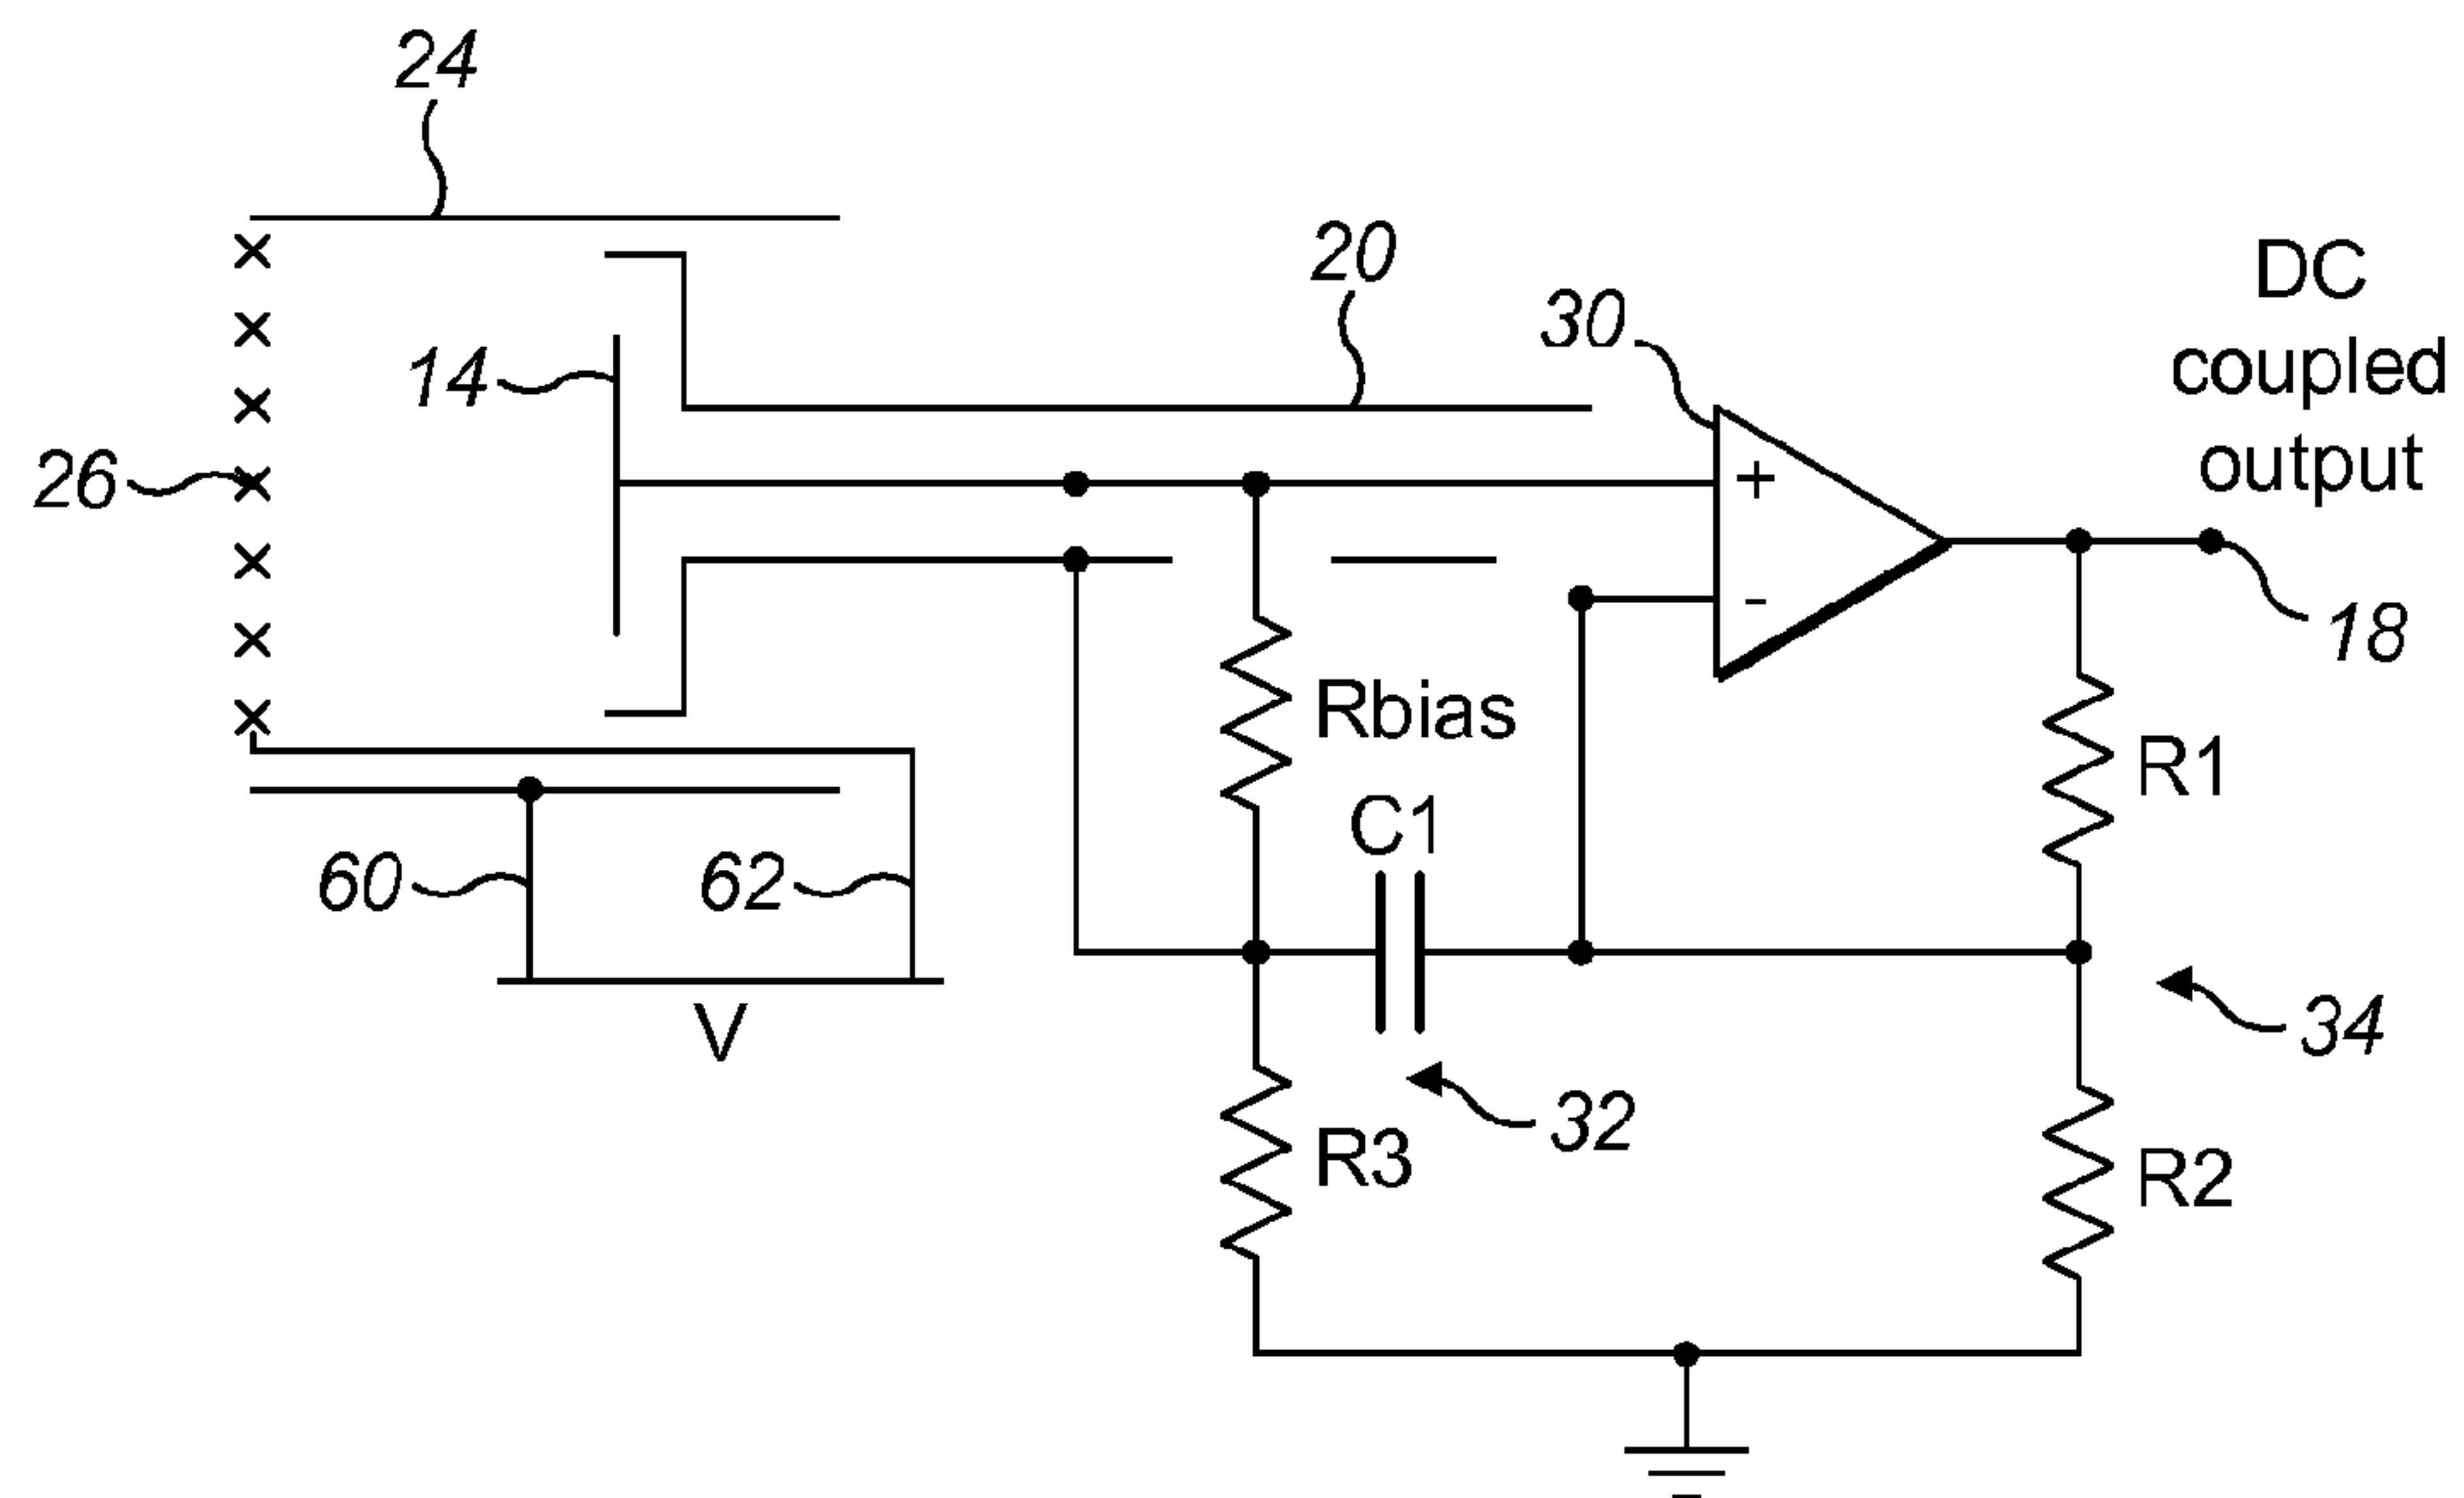 24
20
30
DC
coupled
output
14
26
+
-
18
Rbias
R1
C1
60
62
V
34
32
R3
R2